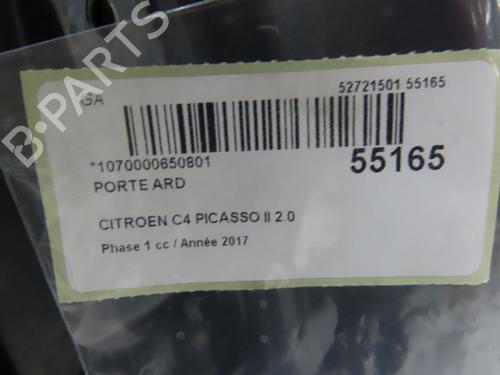 B-PARTS
GA
52721501 55165
*1070000650801
55165
PORTE ARD
CITROEN C4 PICASSO II 2.0
Phase 1 cc / Année 2017